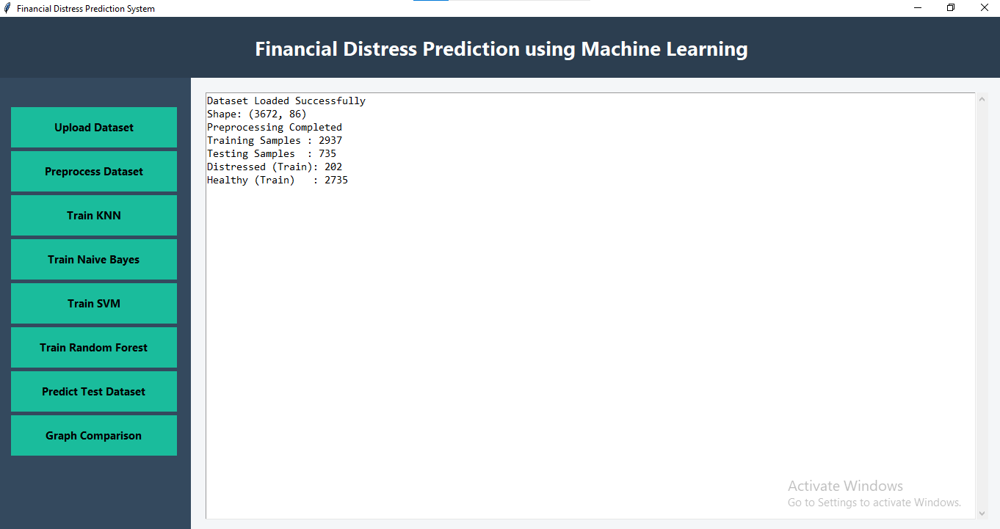 Financial Distress Prediction System
Financial Distress Prediction using Machine Learning
Upload Dataset
Preprocess Dataset
Train KNN
Train Naive Bayes
Train SVM
Train Random Forest
Predict Test Dataset
Graph Comparison
Dataset Loaded Successfully
Shape: (3672, 86)
Preprocessing Completed
Training Samples : 2937
Testing Samples  : 735
Distressed (Train): 202
Healthy (Train)   : 2735
Activate Windows
Go to Settings to activate Windows.